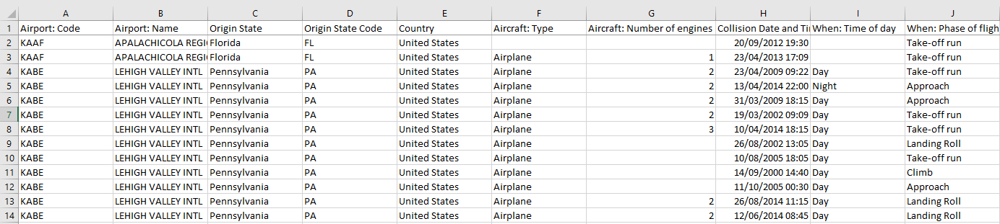 A B C D E F G H I J
1 Airport: Code Airport: Name Origin State Origin State Code Country Aircraft: Type Aircraft: Number of engines Collision Date and Ti When: Time of day When: Phase of fligh
2 KAAF APALACHICOLA REGI Florida FL United States 20/09/2012 19:30 Take-off run
3 KAAF APALACHICOLA REGI Florida FL United States Airplane 1 23/04/2013 17:09 Take-off run
4 KABE LEHIGH VALLEY INTL Pennsylvania PA United States Airplane 2 23/04/2009 09:22 Day Take-off run
5 KABE LEHIGH VALLEY INTL Pennsylvania PA United States Airplane 2 13/04/2014 22:00 Night Approach
6 KABE LEHIGH VALLEY INTL Pennsylvania PA United States Airplane 2 31/03/2009 18:15 Day Approach
7 KABE LEHIGH VALLEY INTL Pennsylvania PA United States Airplane 2 19/03/2002 09:09 Day Take-off run
8 KABE LEHIGH VALLEY INTL Pennsylvania PA United States Airplane 3 10/04/2014 18:15 Day Take-off run
9 KABE LEHIGH VALLEY INTL Pennsylvania PA United States Airplane 26/08/2002 13:05 Day Landing Roll
10 KABE LEHIGH VALLEY INTL Pennsylvania PA United States Airplane 10/08/2005 18:05 Day Take-off run
11 KABE LEHIGH VALLEY INTL Pennsylvania PA United States Airplane 14/09/2000 14:40 Day Climb
12 KABE LEHIGH VALLEY INTL Pennsylvania PA United States Airplane 11/10/2005 00:30 Day Approach
13 KABE LEHIGH VALLEY INTL Pennsylvania PA United States Airplane 2 26/08/2014 11:15 Day Landing Roll
14 KABE LEHIGH VALLEY INTL Pennsylvania PA United States Airplane 2 12/06/2014 08:45 Day Landing Roll